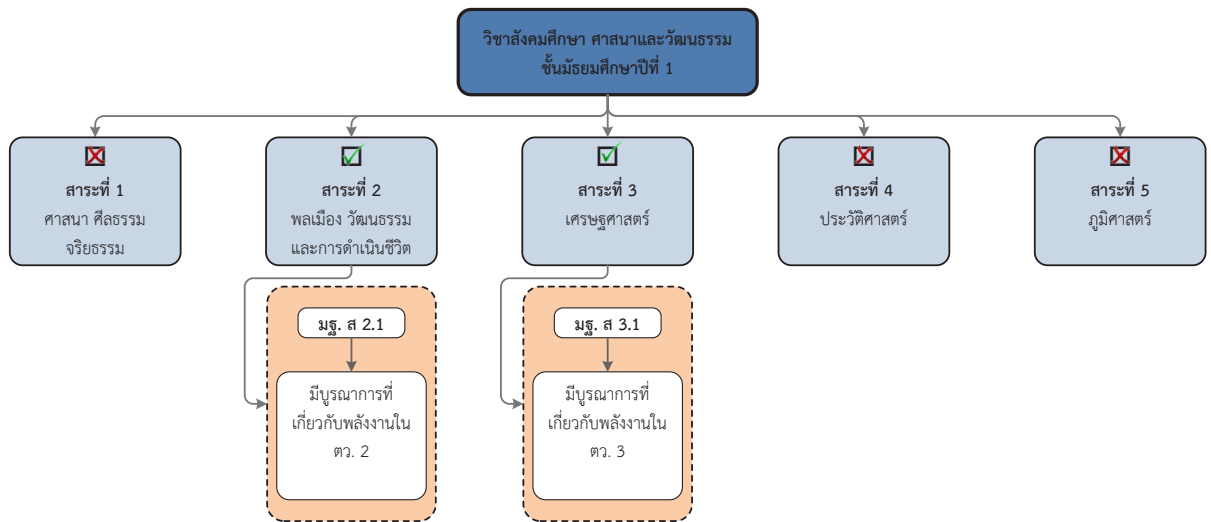 วิชาสังคมศึกษา ศาสนาและวัฒนธรรม
ชั้นมัธยมศึกษาปีที่ 1
สาระที่ 1
ศาสนา ศีลธรรม
จริยธรรม
สาระที่ 2
พลเมือง วัฒนธรรม
และการดำเนินชีวิต
สาระที่ 3
เศรษฐศาสตร์
สาระที่ 4
ประวัติศาสตร์
สาระที่ 5
ภูมิศาสตร์
มฐ. ส 2.1
มีบูรณาการที่
เกี่ยวกับพลังงานใน
ตว. 2
มฐ. ส 3.1
มีบูรณาการที่
เกี่ยวกับพลังงานใน
ตว. 3